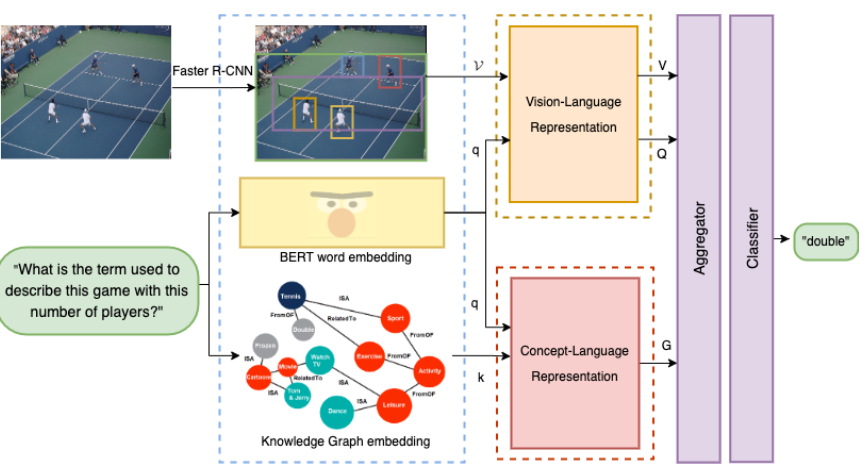 Faster R-CNN
𝒱
V
Vision-Language
Representation
q
Q
BERT word embedding
"What is the term used to
describe this game with this
number of players?"
Aggregator
Classifier
"double"
Tennis
ISA
FromOF
RelatedTo
Sport
Double
FromOF
Frozen
ISA
Watch
TV
Exercise
FromOF
Movie
Activity
Cartoons
RelatedTo
ISA
FromOF
ISA
Tom
& Jerry
ISA
Leisure
Dance
Knowledge Graph embedding
q
k
Concept-Language
Representation
G